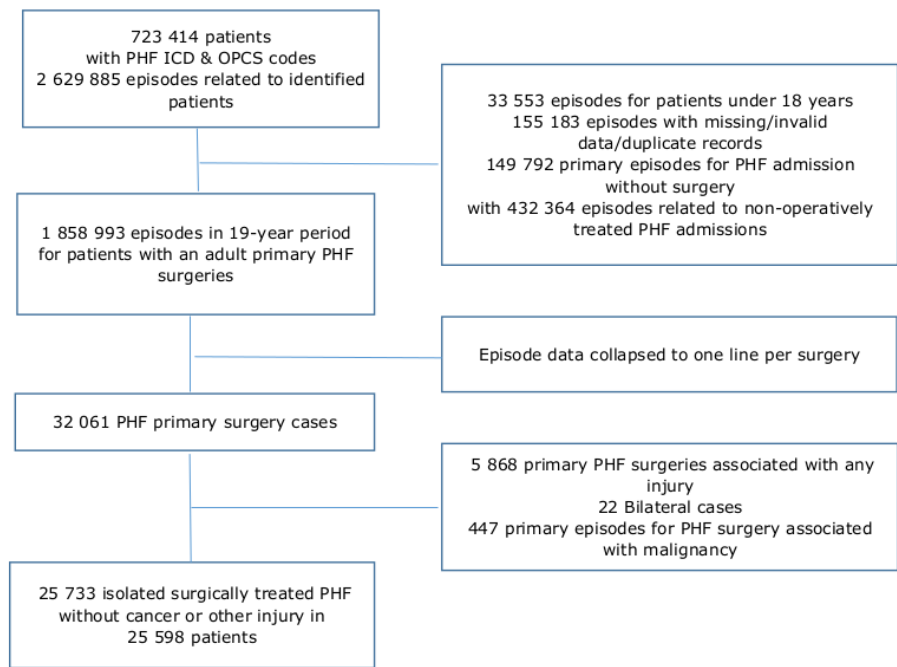 723 414 patients
with PHF ICD & OPCS codes
2 629 885 episodes related to identified
patients
33 553 episodes for patients under 18 years
155 183 episodes with missing/invalid
data/duplicate records
149 792 primary episodes for PHF admission
without surgery
with 432 364 episodes related to non-operatively
treated PHF admissions
1 858 993 episodes in 19-year period
for patients with an adult primary PHF
surgeries
Episode data collapsed to one line per surgery
32 061 PHF primary surgery cases
5 868 primary PHF surgeries associated with any
injury
22 Bilateral cases
447 primary episodes for PHF surgery associated
with malignancy
25 733 isolated surgically treated PHF
without cancer or other injury in
25 598 patients